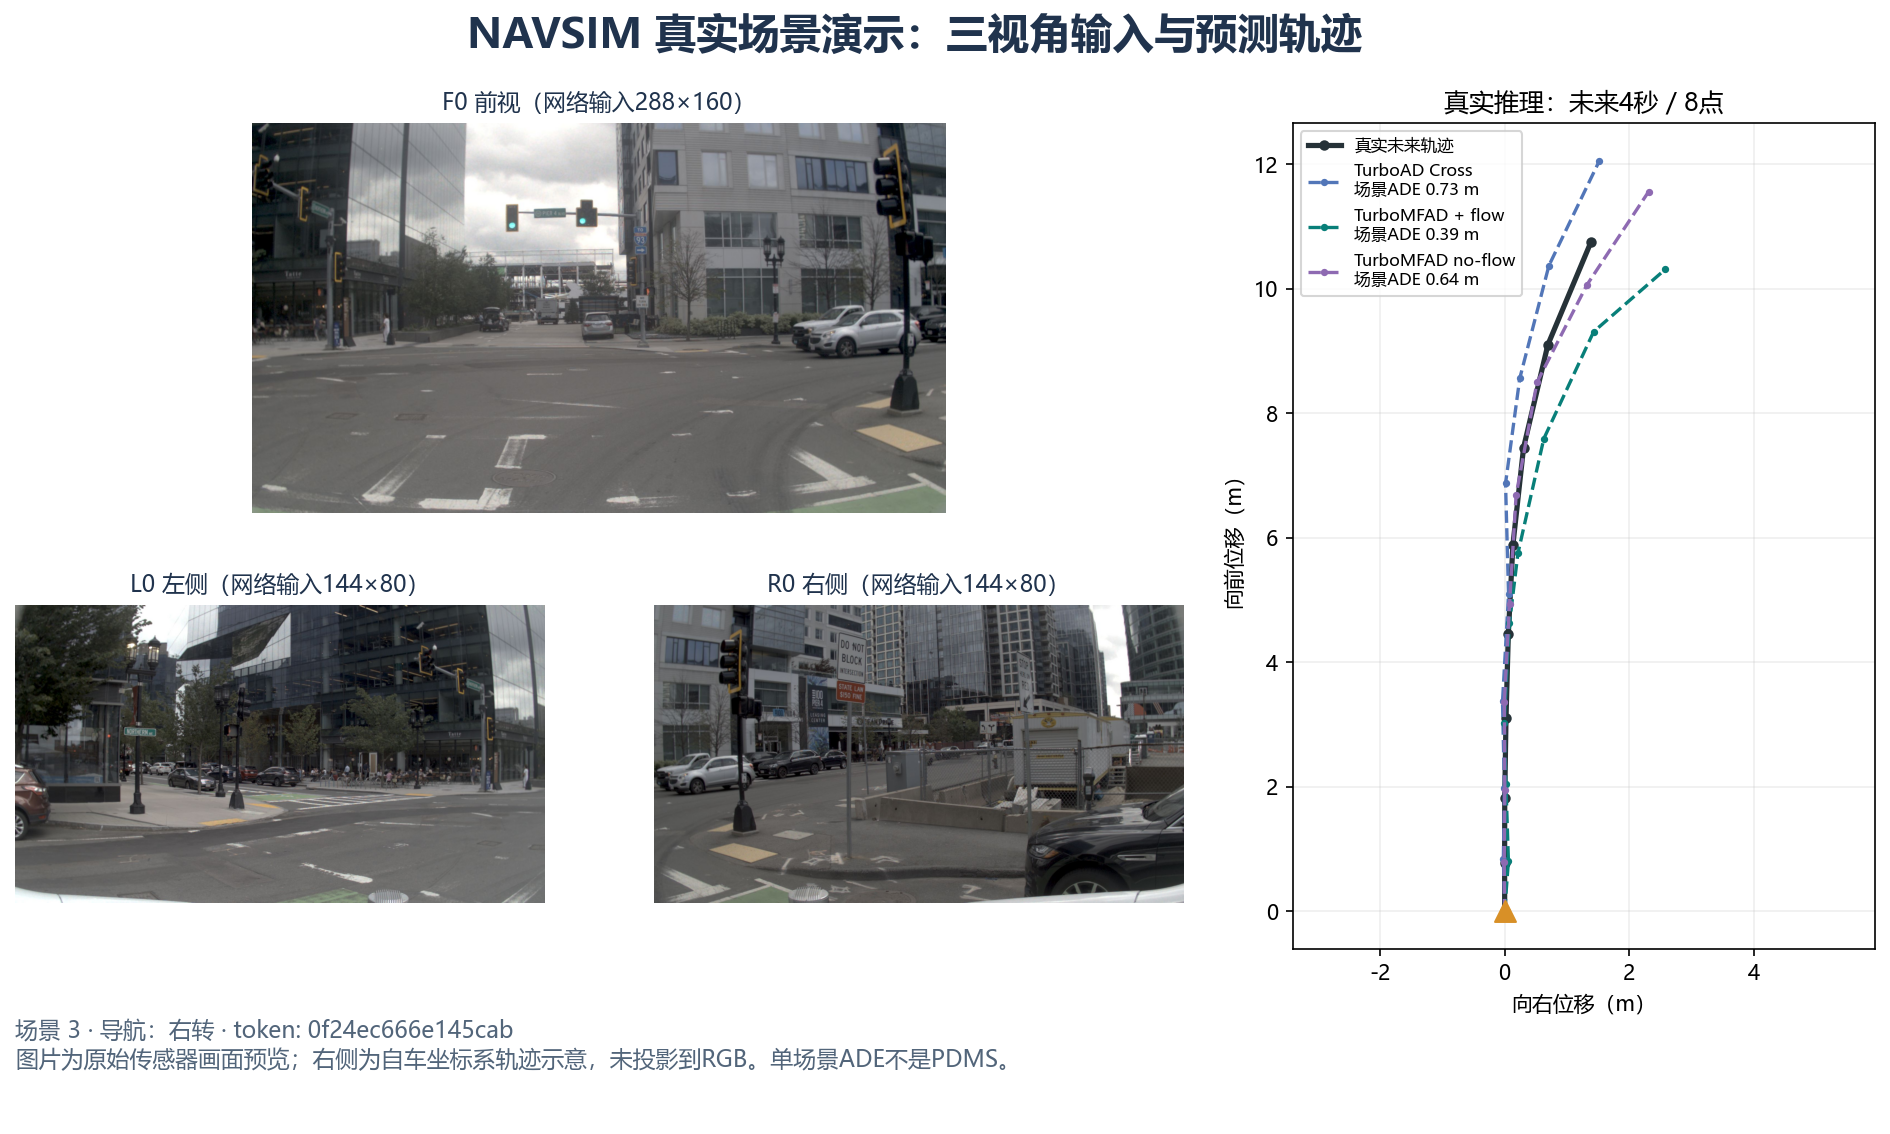 NAVSIM 真实场景演示：三视角输入与预测轨迹
F0 前视（网络输入288×160）
L0 左侧（网络输入144×80）
R0 右侧（网络输入144×80）
DO NOT
BLOCK
INTERSECTION
STATE LAW
真实推理：未来4秒 / 8点
真实未来轨迹
TurboAD Cross
场景ADE 0.73 m
TurboMFAD + flow
场景ADE 0.39 m
TurboMFAD no-flow
场景ADE 0.64 m
12
10
8
6
4
2
0
向前位移（m）
-2
0
2
4
向右位移（m）
场景 3 · 导航：右转 · token: 0f24ec666e145cab
图片为原始传感器画面预览；右侧为自车坐标系轨迹示意，未投影到RGB。单场景ADE不是PDMS。